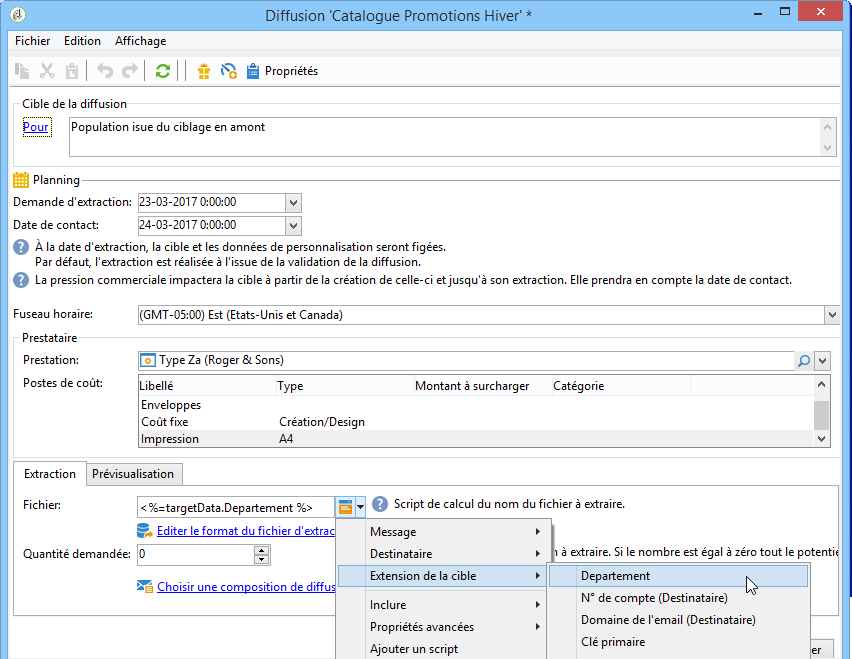 Diffusion 'Catalogue Promotions Hiver' *
Fichier Edition Affichage
Propriétés
Cible de la diffusion
Pour
Population isue du ciblage en amont
Planning
Demande d'extraction: 23-03-2017 0:00:00
Date de contact: 24-03-2017 0:00:00
À la date d'extraction, la cible et les données de personnalisation seront figées.
Par défaut, l'extraction est réalisée à l'issue de la validation de la diffusion.
La pression commerciale impactera la cible à partir de la création de celle-ci et jusqu'à son extraction. Elle prendra en compte la date de contact.
Fuseau horaire: (GMT-05:00) Est (Etats-Unis et Canada)
Prestataire
Prestation: Type Za (Roger & Sons)
Postes de coût: Libellé Type Montant à surcharger Catégorie
Enveloppes
Coût fixe Création/Design
Impression A4
Extraction Prévisualisation
Fichier: <%=targetData.Departement %> Script de calcul du nom du fichier à extraire.
Editer le format du fichier d'extrac
Message
Quantité demandée: 0 Destinataire à extraire. Si le nombre est égal à zéro tout le potentie
Extension de la cible Departement
Choisir une composition de diffus
N° de compte (Destinataire)
Inclure
Domaine de l'email (Destinataire)
Propriétés avancées
Clé primaire
Ajouter un script er